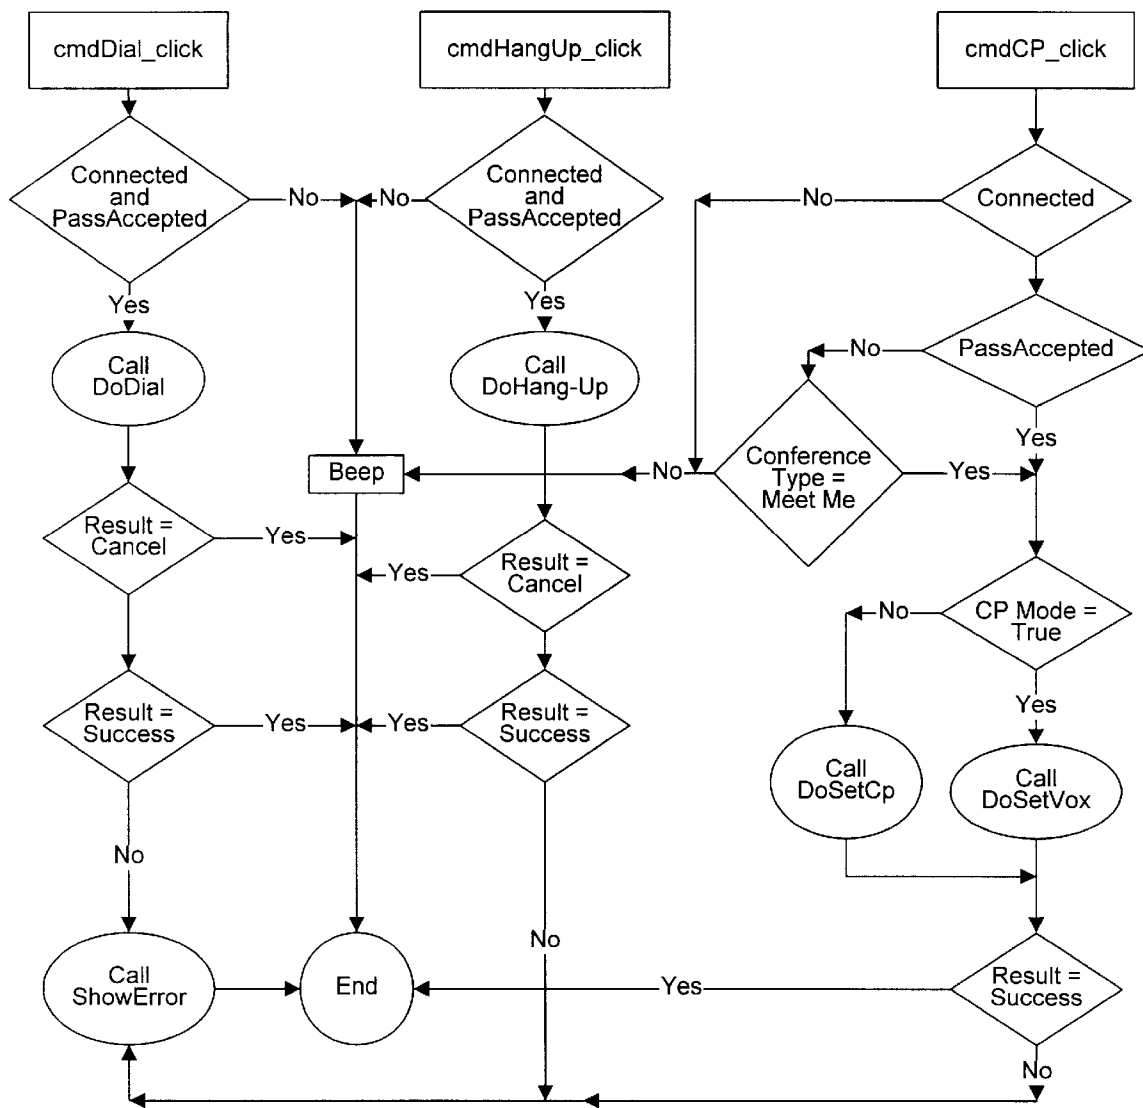 cmdDial_click
cmdHangUp_click
cmdCP_click
Connected
and
PassAccepted
No
No
Connected
and
PassAccepted
No
Connected
Yes
Yes
No
PassAccepted
Call
DoDial
Call
DoHang-Up
Yes
Beep
No
Conference
Type =
Meet Me
Yes
Result =
Cancel
Yes
Yes
Result =
Cancel
No
CP Mode =
True
Result =
Success
Yes
Yes
Result =
Success
Yes
Call
DoSetCp
Call
DoSetVox
No
No
Call
ShowError
End
Yes
Result =
Success
No